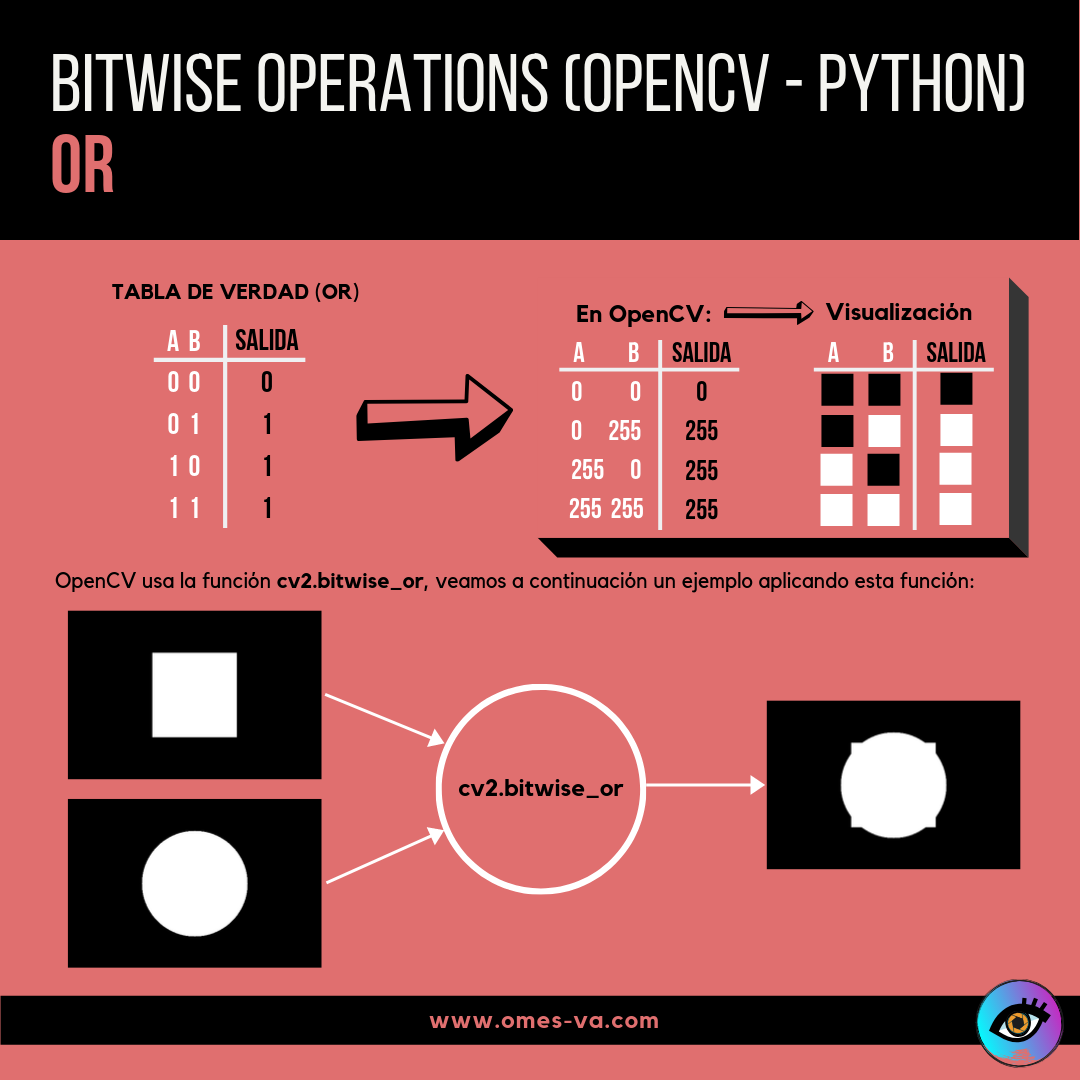 BITWISE OPERATIONS (OPENCV - PYTHON)
OR
TABLA DE VERDAD (OR)
A B SALIDA
0 0 0
0 1 1
1 0 1
1 1 1
En OpenCV:
A B SALIDA
0 0 0
0 255 255
255 0 255
255 255 255
Visualización
A B SALIDA
OpenCV usa la función cv2.bitwise_or, veamos a continuación un ejemplo aplicando esta función:
cv2.bitwise_or
www.omes-va.com